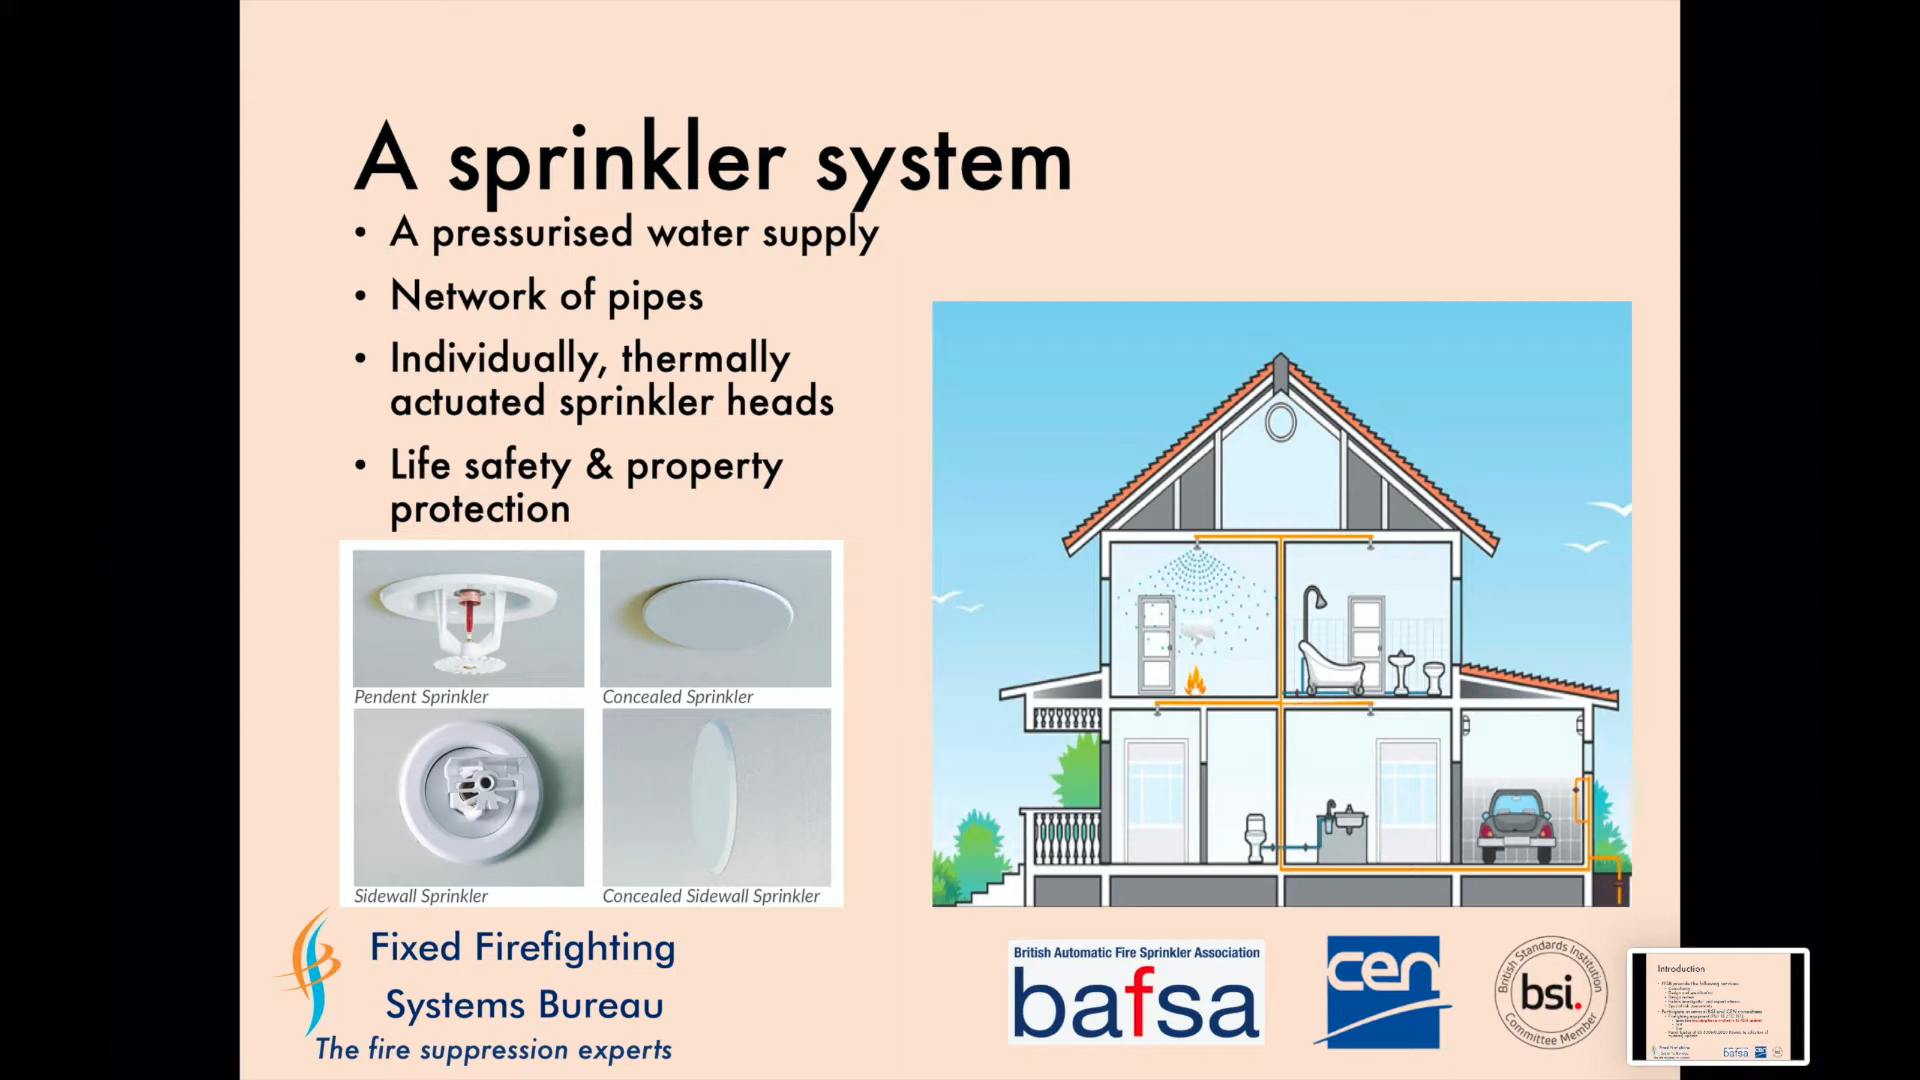 A sprinkler system
• A pressurised water supply
• Network of pipes
• Individually, thermally
actuated sprinkler heads
• Life safety & property
protection
Pendent Sprinkler
Concealed Sprinkler
Sidewall Sprinkler
Concealed Sidewall Sprinkler
Fixed Firefighting
Systems Bureau
The fire suppression experts
British Automatic Fire Sprinkler Association
bafsa
cen
British Standards Institution
bsi.
Committee Member
Introduction
bafsa